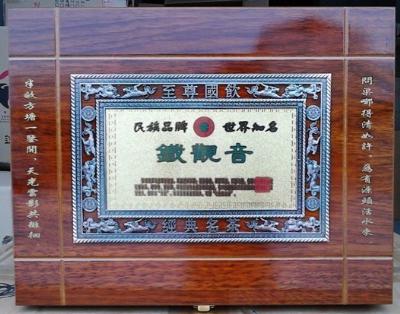 至尊國飲
民族品牌 世界知名
鐵觀音
經典名茶
問渠哪得清如許、為有源頭活水來
半畝方塘一鑒開、天光雲影共徘徊